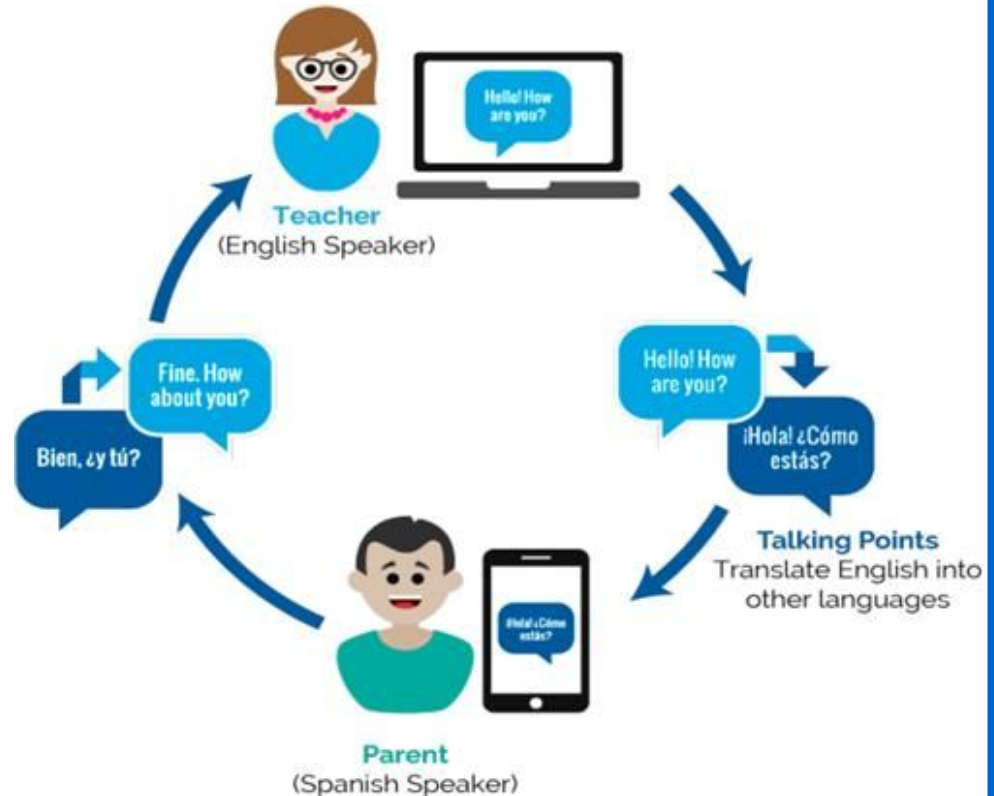 Hello! How
are you?
Teacher
(English Speaker)
Hello! How
are you?
¡Hola! ¿Cómo
estás?
Talking Points
Translate English into
other languages
¡Hola! ¿Cómo
estás?
Parent
(Spanish Speaker)
Bien, ¿y tú?
Fine. How
about you?